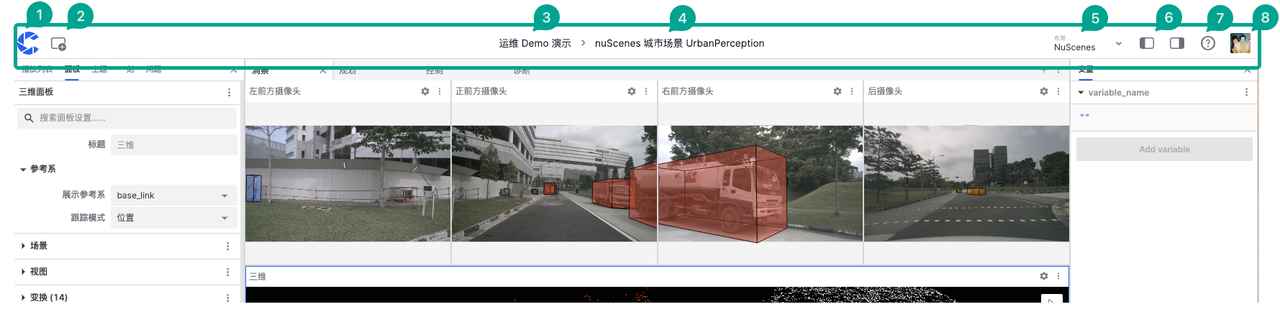 1 2 3 4 5 6 7 8
运维 Demo 演示 > nuScenes 城市场景 UrbanPerception
布局
NuScenes
面板
变量
三维面板
左前方摄像头
正前方摄像头
右前方摄像头
后摄像头
variable_name
搜索面板设置......
""
标题 三维
Add variable
参考系
展示参考系 base_link
跟踪模式 位置
场景
视图
三维
变换 (14)